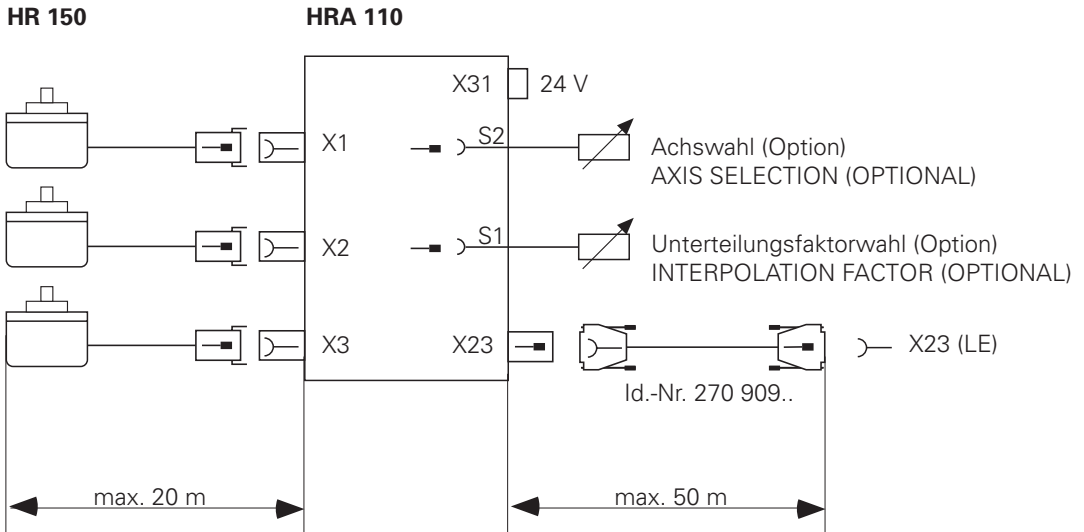 HR 150
HRA 110
X31
24 V
X1
S2
Achswahl (Option)
AXIS SELECTION (OPTIONAL)
X2
S1
Unterteilungsfaktorwahl (Option)
INTERPOLATION FACTOR (OPTIONAL)
X3
X23
X23 (LE)
Id.-Nr. 270 909..
max. 20 m
max. 50 m